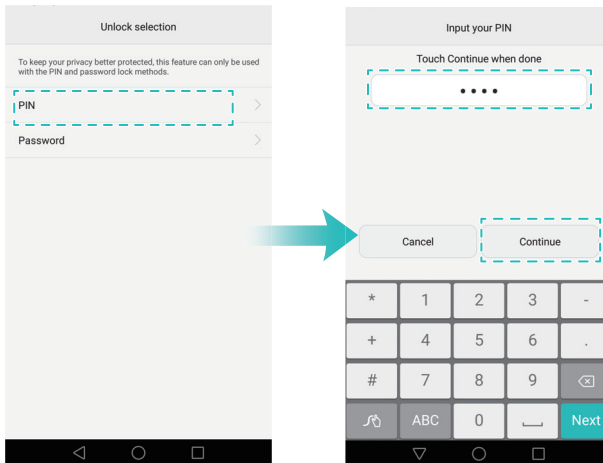 Unlock selection
To keep your privacy better protected, this feature can only be used
with the PIN and password lock methods.
PIN
Password
Input your PIN
Touch Continue when done
••••
Cancel
Continue
* 1 2 3 -
+ 4 5 6 .
# 7 8 9
ABC 0 Next